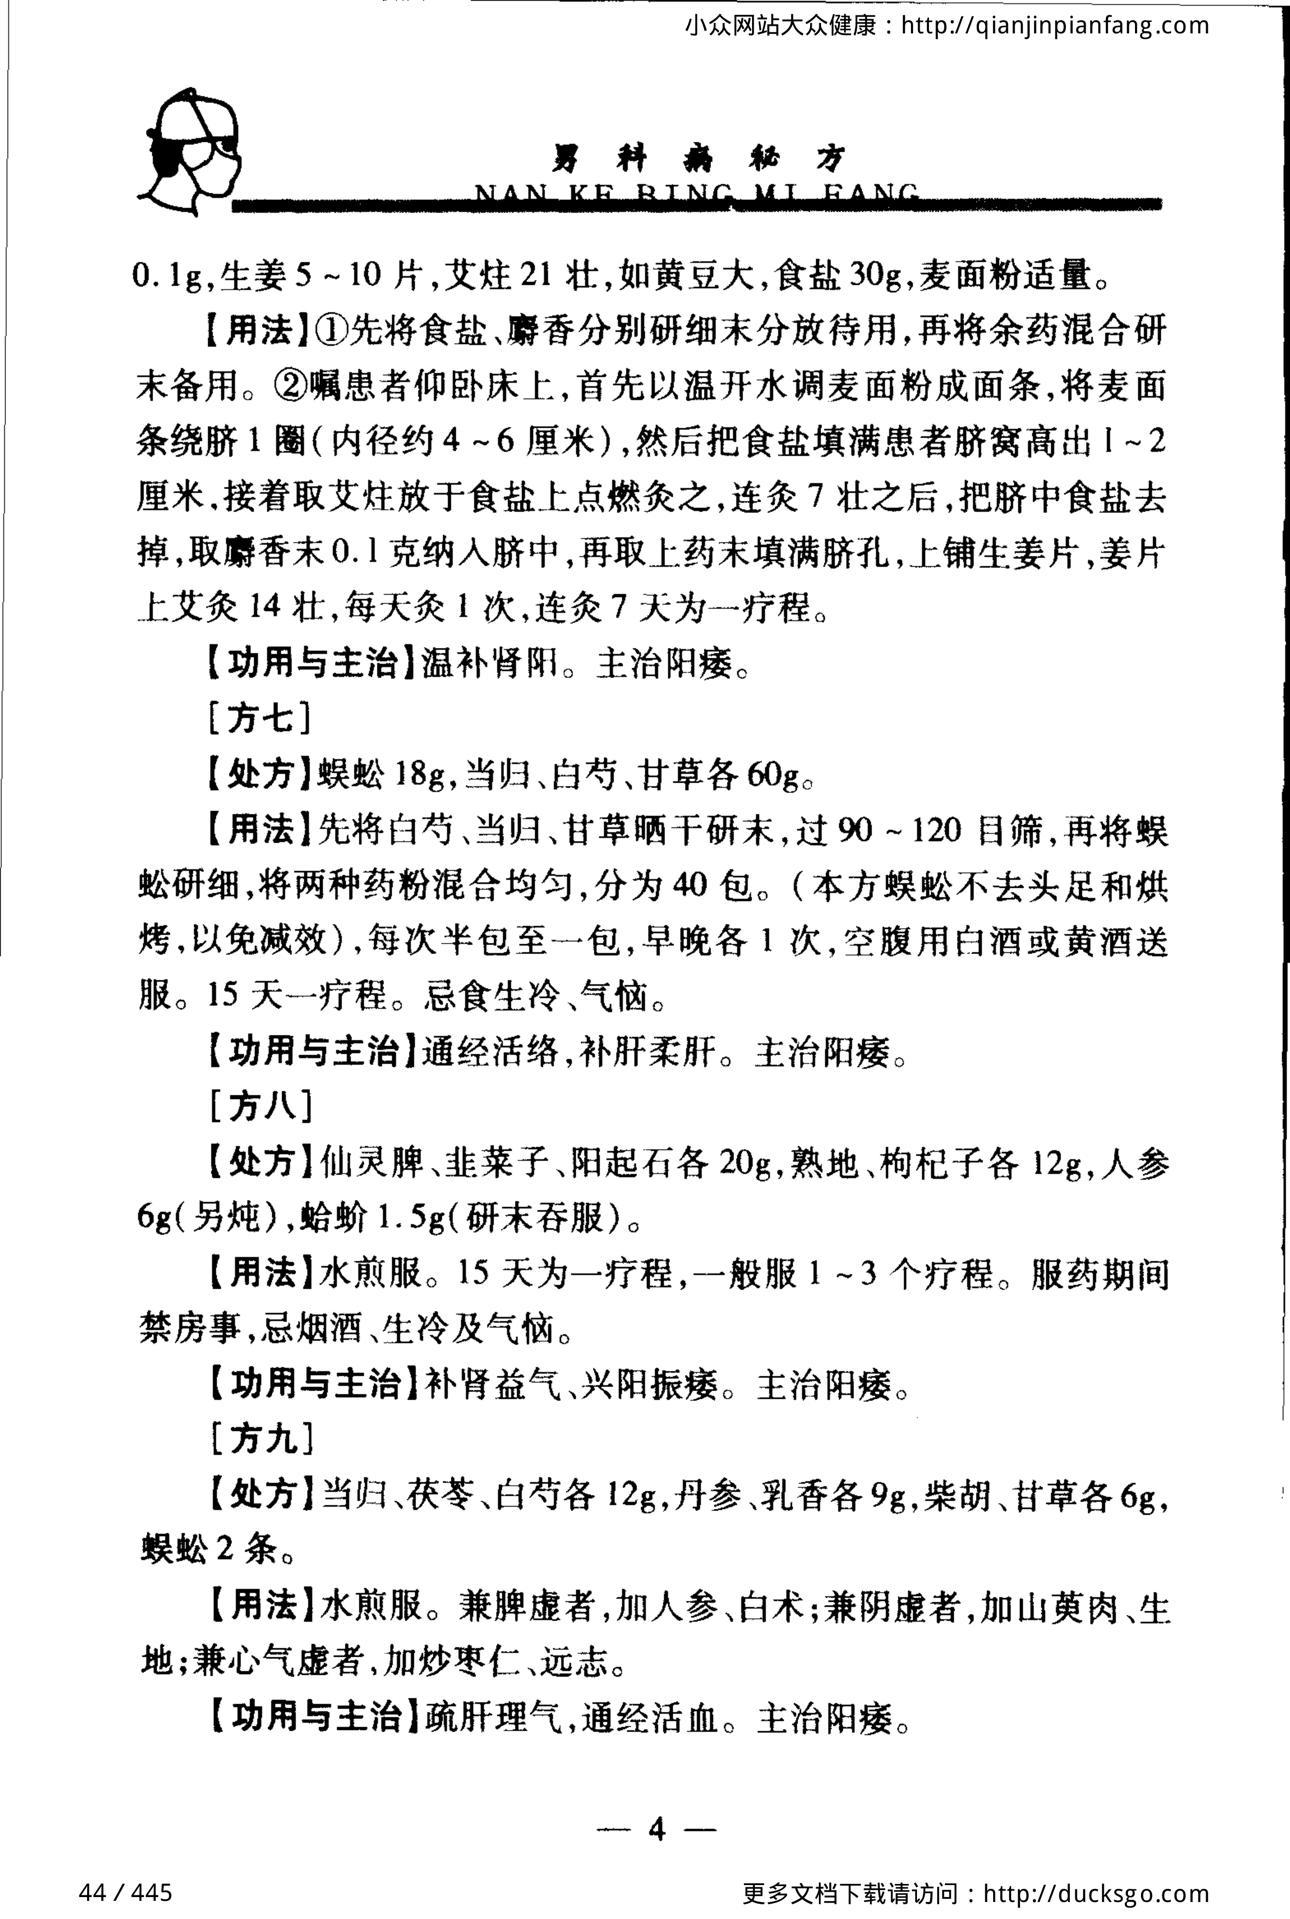 小众网站大众健康：http://qianjinpianfang.com
男科病秘方
NAN KE BING MI FANG
0.1g,生姜5～10片,艾炷21壮,如黄豆大,食盐30g,麦面粉适量。
【用法】①先将食盐、麝香分别研细末分放待用,再将余药混合研
末备用。②嘱患者仰卧床上,首先以温开水调麦面粉成面条,将麦面
条绕脐1圈(内径约4～6厘米),然后把食盐填满患者脐窝高出1～2
厘米,接着取艾炷放于食盐上点燃灸之,连灸7壮之后,把脐中食盐去
掉,取麝香末0.1克纳入脐中,再取上药末填满脐孔,上铺生姜片,姜片
上艾灸14壮,每天灸1次,连灸7天为一疗程。
【功用与主治】温补肾阳。主治阳痿。
[方七]
【处方】蜈蚣18g,当归、白芍、甘草各60g。
【用法】先将白芍、当归、甘草晒干研末,过90～120目筛,再将蜈
蚣研细,将两种药粉混合均匀,分为40包。(本方蜈蚣不去头足和烘
烤,以免减效),每次半包至一包,早晚各1次,空腹用白酒或黄酒送
服。15天一疗程。忌食生冷、气恼。
【功用与主治】通经活络,补肝柔肝。主治阳痿。
[方八]
【处方】仙灵脾、韭菜子、阳起石各20g,熟地、枸杞子各12g,人参
6g(另炖),蛤蚧1.5g(研末吞服)。
【用法】水煎服。15天为一疗程,一般服1～3个疗程。服药期间
禁房事,忌烟酒、生冷及气恼。
【功用与主治】补肾益气、兴阳振痿。主治阳痿。
[方九]
【处方】当归、茯苓、白芍各12g,丹参、乳香各9g,柴胡、甘草各6g,
蜈蚣2条。
【用法】水煎服。兼脾虚者,加人参、白术;兼阴虚者,加山萸肉、生
地;兼心气虚者,加炒枣仁、远志。
【功用与主治】疏肝理气,通经活血。主治阳痿。
— 4 —
44 / 445
更多文档下载请访问：http://ducksgo.com